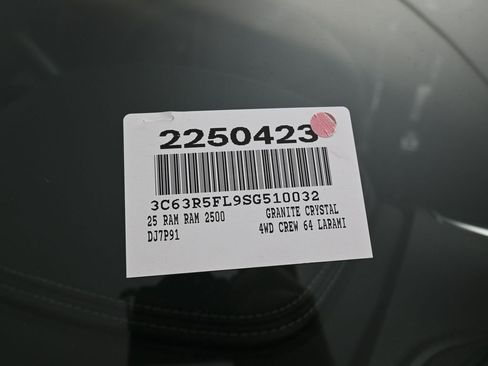 2250423
3C63R5FL9SG510032
25 RAM RAM 2500 GRANITE CRYSTAL
DJ7P91 4WD CREW 64 LARAMI